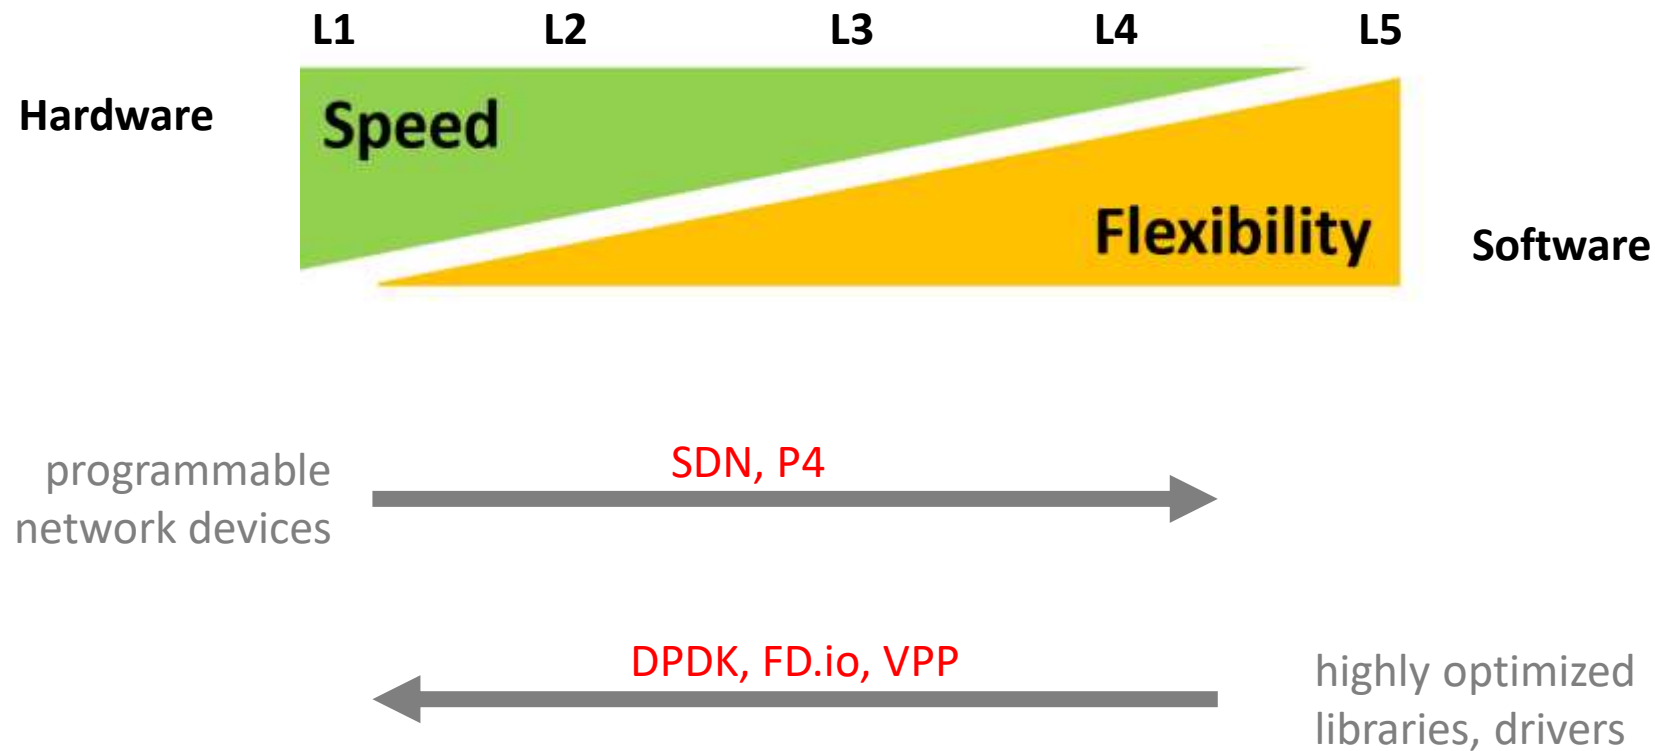 L1 L2 L3 L4 L5
Hardware
Speed
Flexibility
Software
programmable
network devices
SDN, P4
DPDK, FD.io, VPP
highly optimized
libraries, drivers